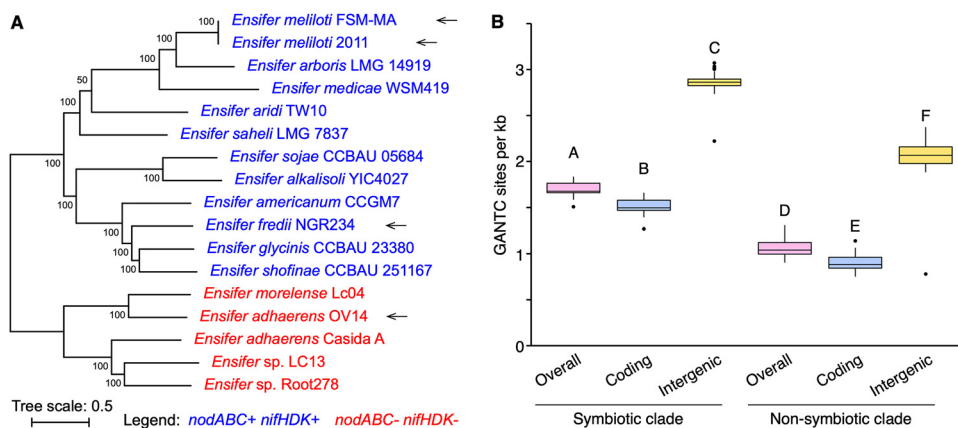 A
100
Ensifer meliloti FSM-MA
Ensifer meliloti 2011
100
Ensifer arboris LMG 14919
100
Ensifer medicae WSM419
50
Ensifer aridi TW10
100
Ensifer saheli LMG 7837
100
Ensifer sojae CCBAU 05684
100
Ensifer alkalisoli YIC4027
Ensifer americanum CCGM7
100
Ensifer fredii NGR234
100
Ensifer glycinis CCBAU 23380
100
Ensifer shofinae CCBAU 251167
Ensifer morelense Lc04
100
Ensifer adhaerens OV14
Ensifer adhaerens Casida A
100
Ensifer sp. LC13
100
Ensifer sp. Root278
Tree scale: 0.5
Legend: nodABC+ nifHDK+ nodABC- nifHDK-
B
GANTC sites per kb
3
2
1
0
A
B
C
D
E
F
Overall
Coding
Intergenic
Overall
Coding
Intergenic
Symbiotic clade
Non-symbiotic clade